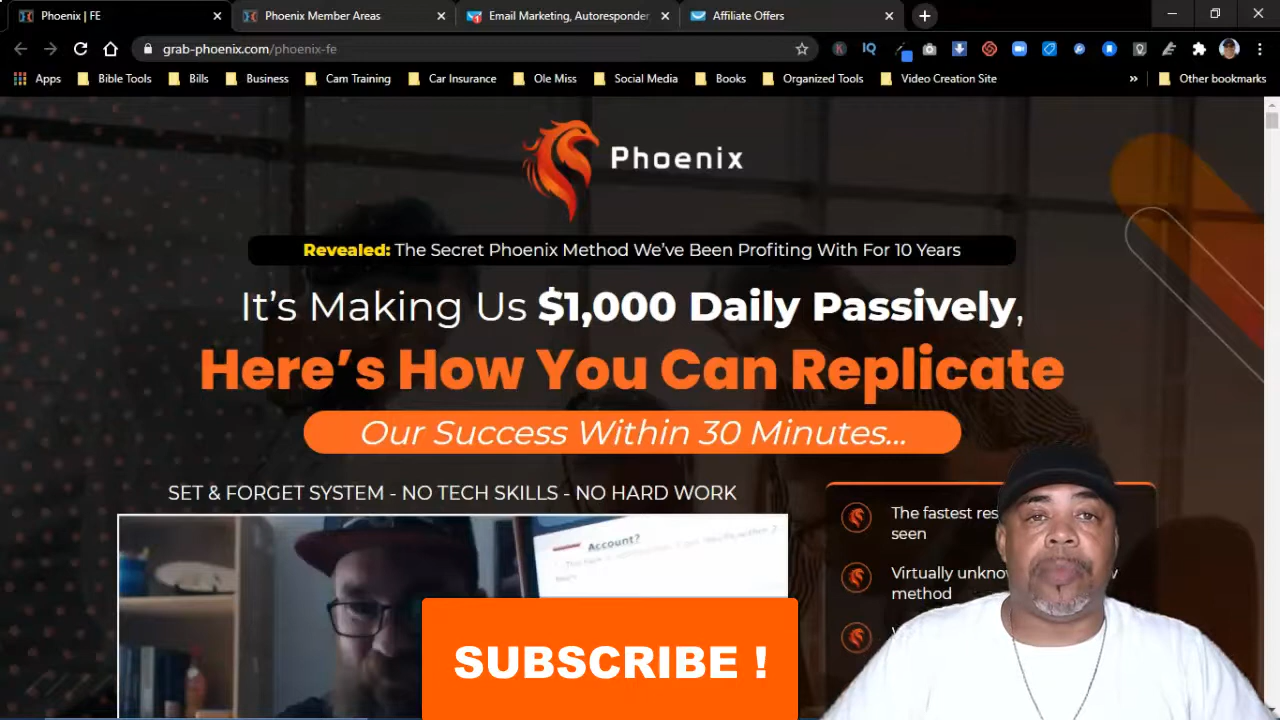 Phoenix | FE
Phoenix Member Areas
Email Marketing, Autoresponder
Affiliate Offers
grab-phoenix.com/phoenix-fe
Apps
Bible Tools
Bills
Business
Cam Training
Car Insurance
Ole Miss
Social Media
Books
Organized Tools
Video Creation Site
Other bookmarks
Phoenix
Revealed: The Secret Phoenix Method We've Been Profiting With For 10 Years
It's Making Us $1,000 Daily Passively,
Here's How You Can Replicate
Our Success Within 30 Minutes...
SET & FORGET SYSTEM - NO TECH SKILLS - NO HARD WORK
Account?
The fastest res
seen
Virtually unkno
method
SUBSCRIBE !